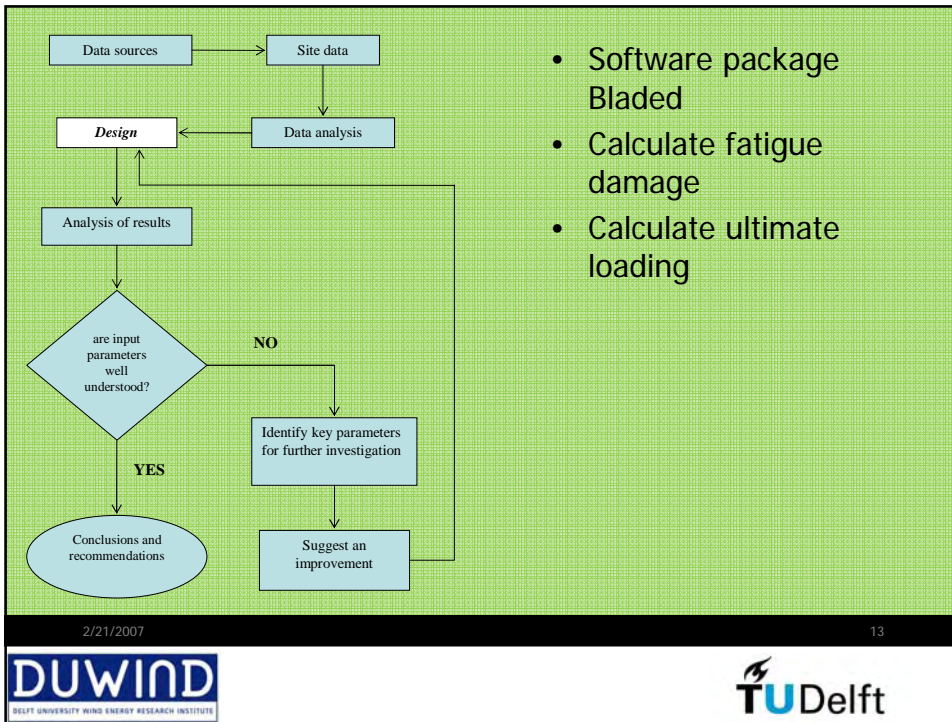 Data sources
Site data
Design
Data analysis
Analysis of results
are input
parameters
well
understood?
NO
YES
Identify key parameters
for further investigation
Conclusions and
recommendations
Suggest an
improvement
• Software package
Bladed
• Calculate fatigue
damage
• Calculate ultimate
loading
2/21/2007
13
DUWIND
DELFT UNIVERSITY WIND ENERGY RESEARCH INSTITUTE
TUDelft